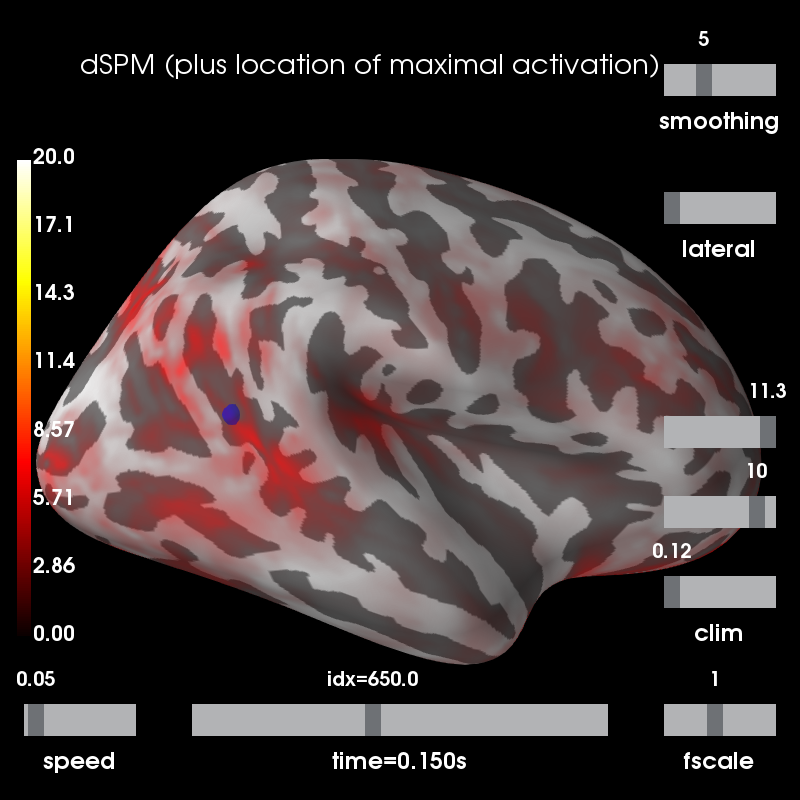 5
dSPM (plus location of maximal activation)
smoothing
20.0
17.1
lateral
14.3
11.4
11.3
8.57
10
5.71
0.12
2.86
0.00
clim
0.05
idx=650.0
1
speed
time=0.150s
fscale